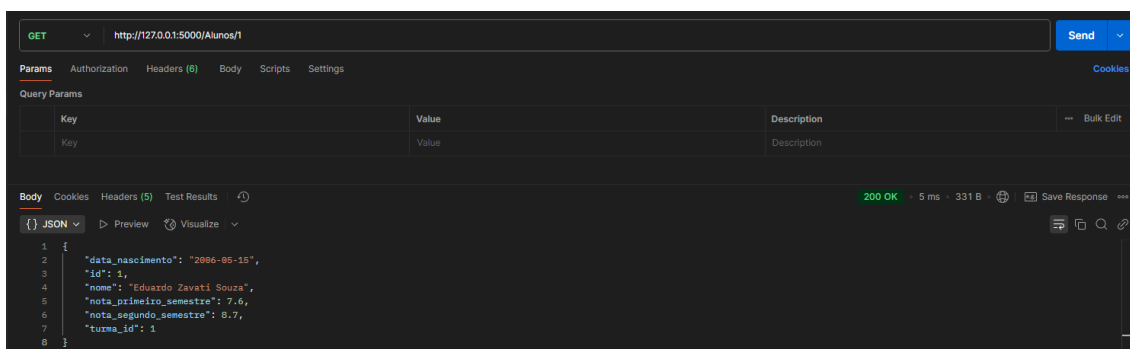 GET http://127.0.0.1:5000/Alunos/1 Send
Params Authorization Headers (6) Body Scripts Settings Cookies
Query Params
Key Value Description Bulk Edit
Key Value Description
Body Cookies Headers (5) Test Results 200 OK 5 ms 331 B e.g. Save Response
{} JSON Preview Visualize
1 {
2 "data_nascimento": "2006-05-15",
3 "id": 1,
4 "nome": "Eduardo Zavati Souza",
5 "nota_primeiro_semestre": 7.6,
6 "nota_segundo_semestre": 8.7,
7 "turma_id": 1
8 }